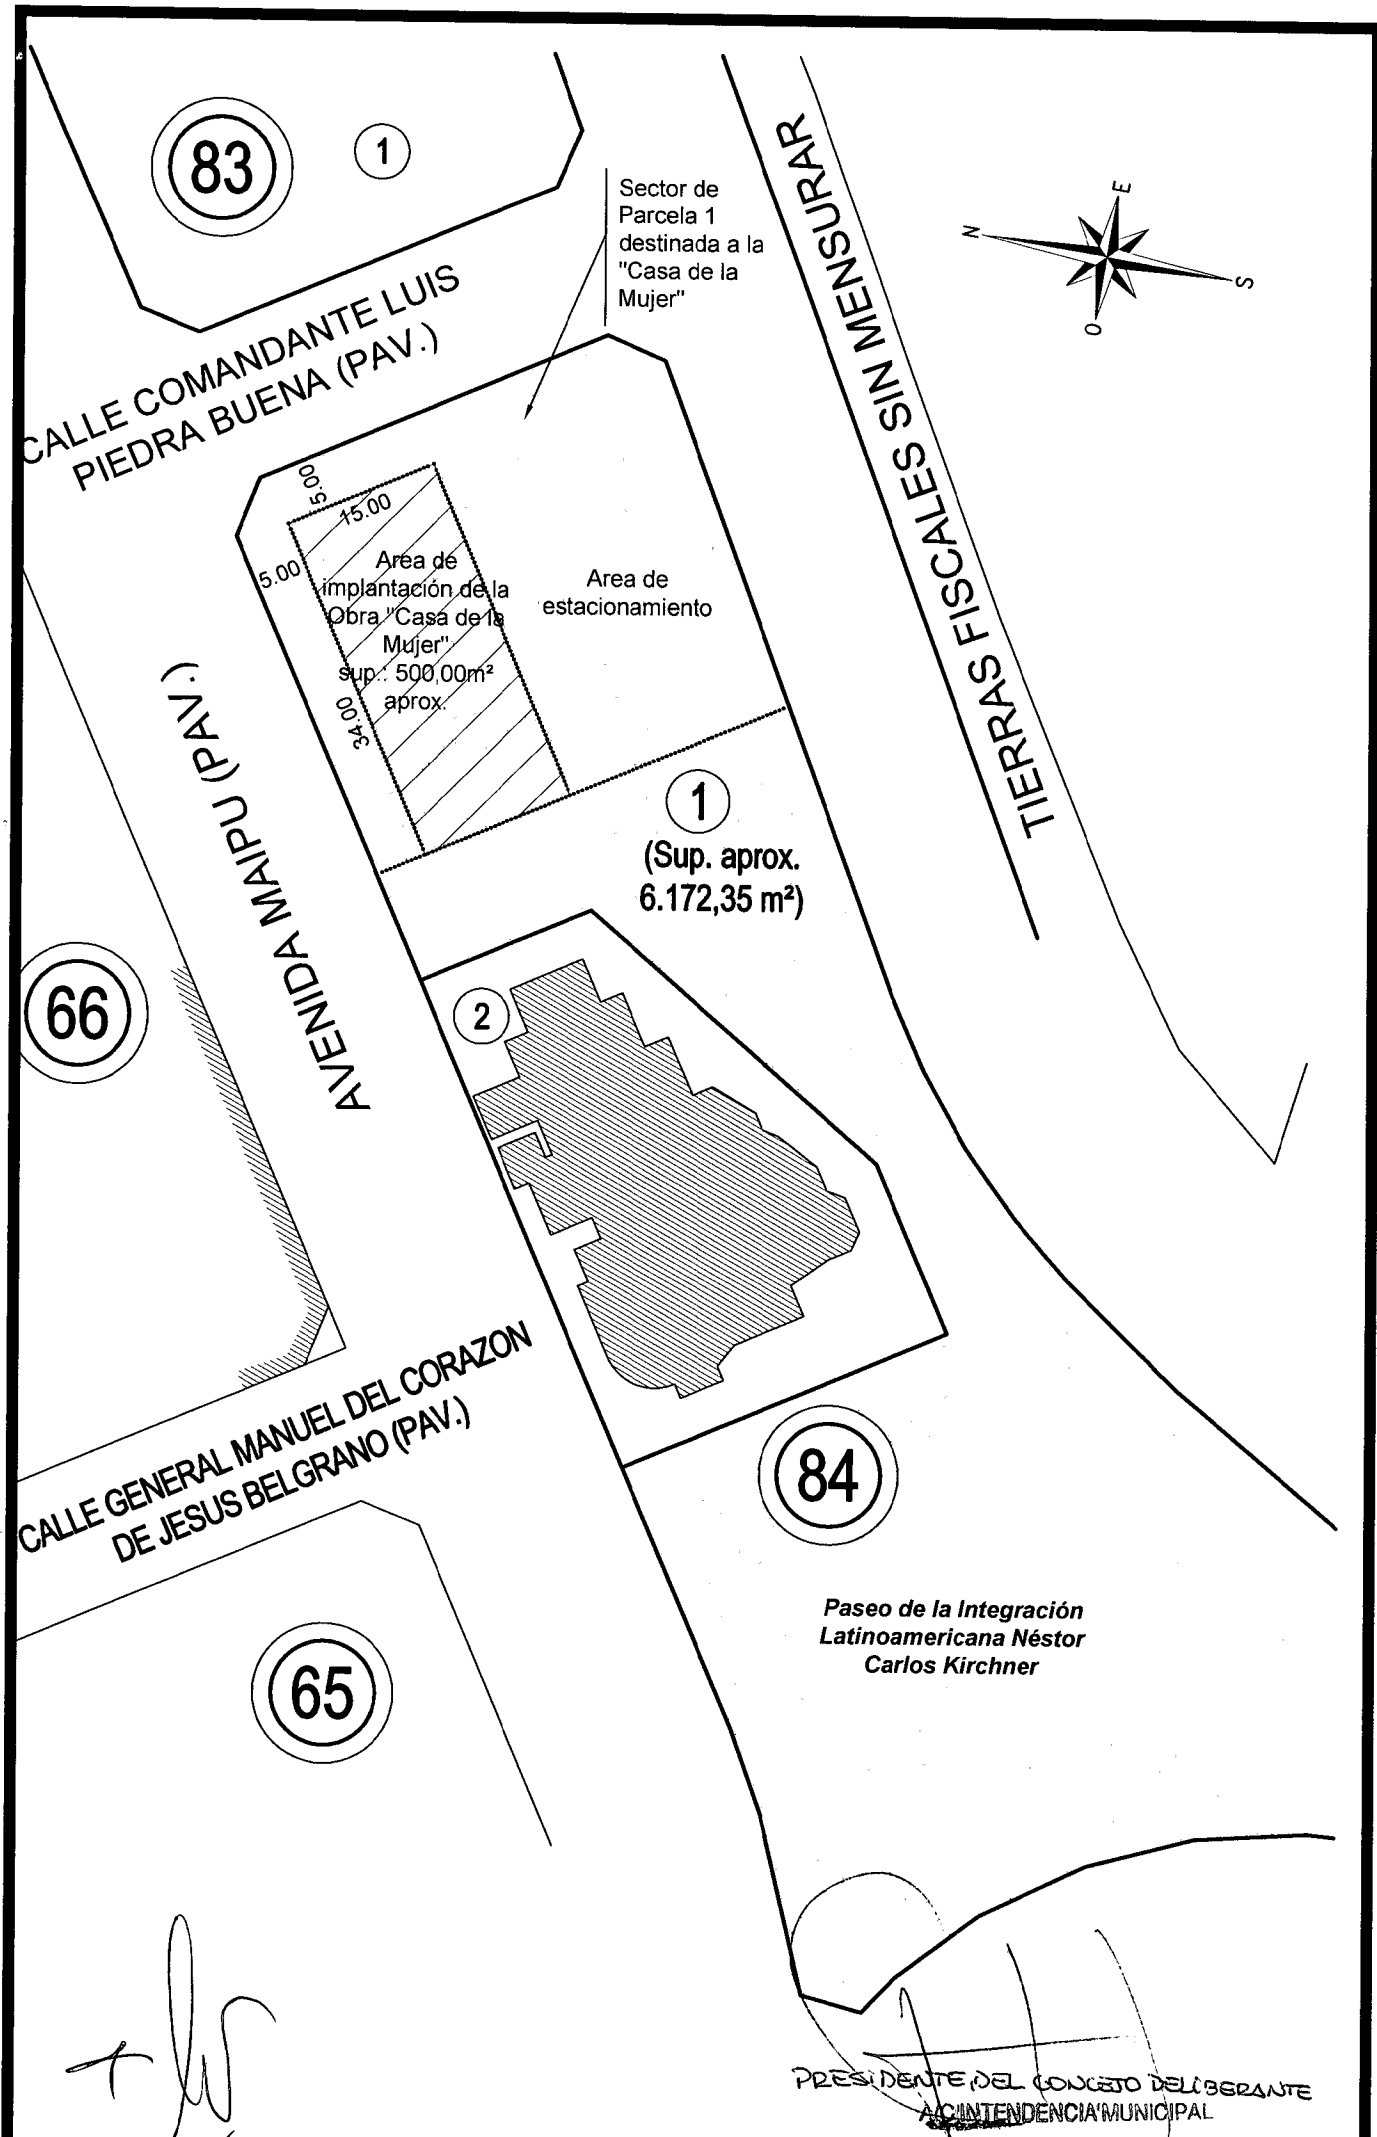 83
1
Sector de
Parcela 1
destinada a la
"Casa de la
Mujer"
TIERRAS FISCALES SIN MENSURAR
N
E
S
O
CALLE COMANDANTE LUIS
PIEDRA BUENA (PAV.)
5.00
15.00
5.00
34.00
Area de
implantación de la
Obra "Casa de la
Mujer"
sup.: 500,00m²
aprox.
Area de
estacionamiento
1
(Sup. aprox.
6.172,35 m²)
AVENIDA MAIPU (PAV.)
66
2
CALLE GENERAL MANUEL DEL CORAZON
DE JESUS BELGRANO (PAV.)
84
65
Paseo de la Integración
Latinoamericana Néstor
Carlos Kirchner
PRESIDENTE DEL CONCEJO DELIBERANTE
A/C INTENDENCIA MUNICIPAL